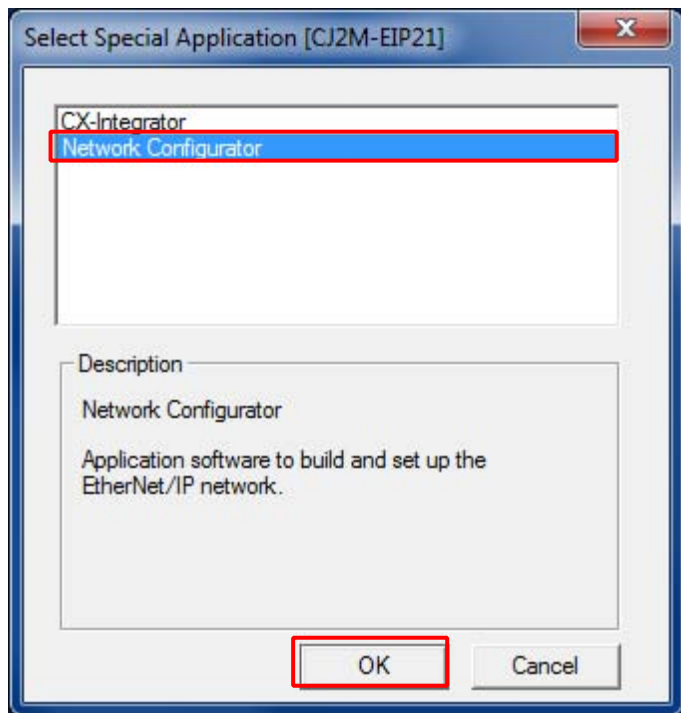 Select Special Application [CJ2M-EIP21]
CX-Integrator
Network Configurator
Description
Network Configurator
Application software to build and set up the
EtherNet/IP network.
OK
Cancel